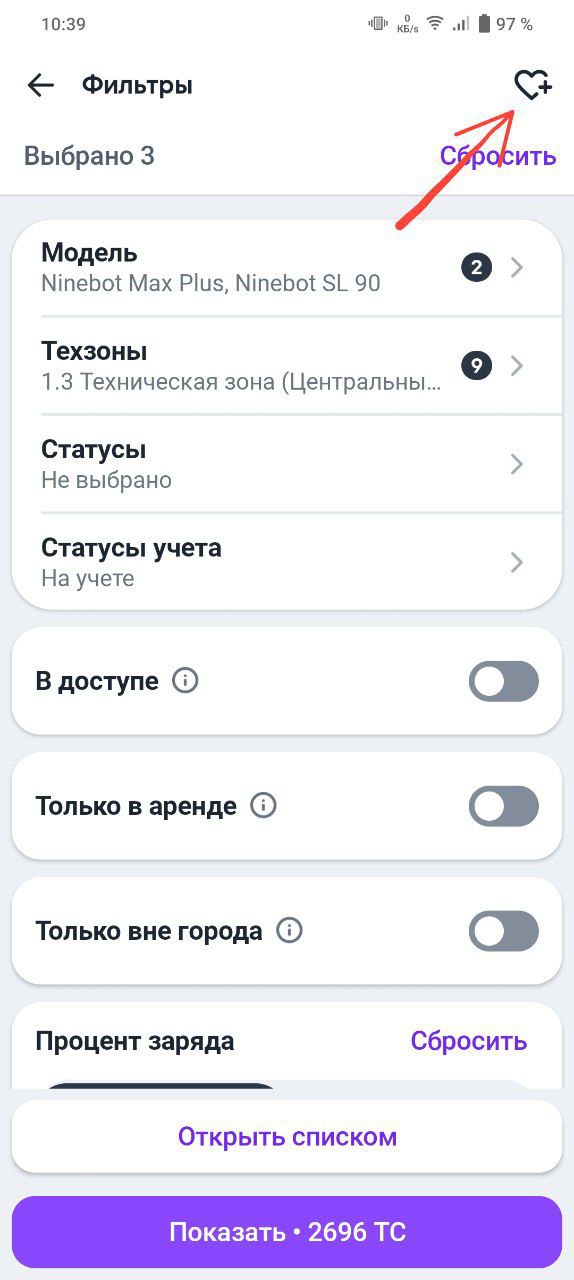 10:39
0
КБ/s
97 %
Фильтры
Выбрано 3
Сбросить
Модель
Ninebot Max Plus, Ninebot SL 90
2
Техзоны
1.3 Техническая зона (Центральны...
9
Статусы
Не выбрано
Статусы учета
На учете
В доступе
Только в аренде
Только вне города
Процент заряда
Сбросить
Открыть списком
Показать • 2696 ТС